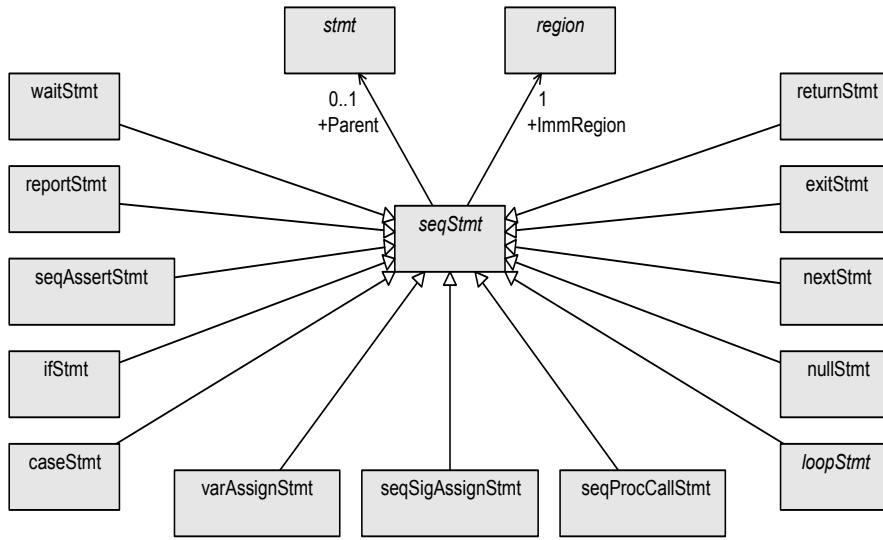 stmt
region
waitStmt
0..1
1
returnStmt
+Parent
+ImmRegion
reportStmt
exitStmt
seqStmt
seqAssertStmt
nextStmt
ifStmt
nullStmt
caseStmt
loopStmt
varAssignStmt
seqSigAssignStmt
seqProcCallStmt